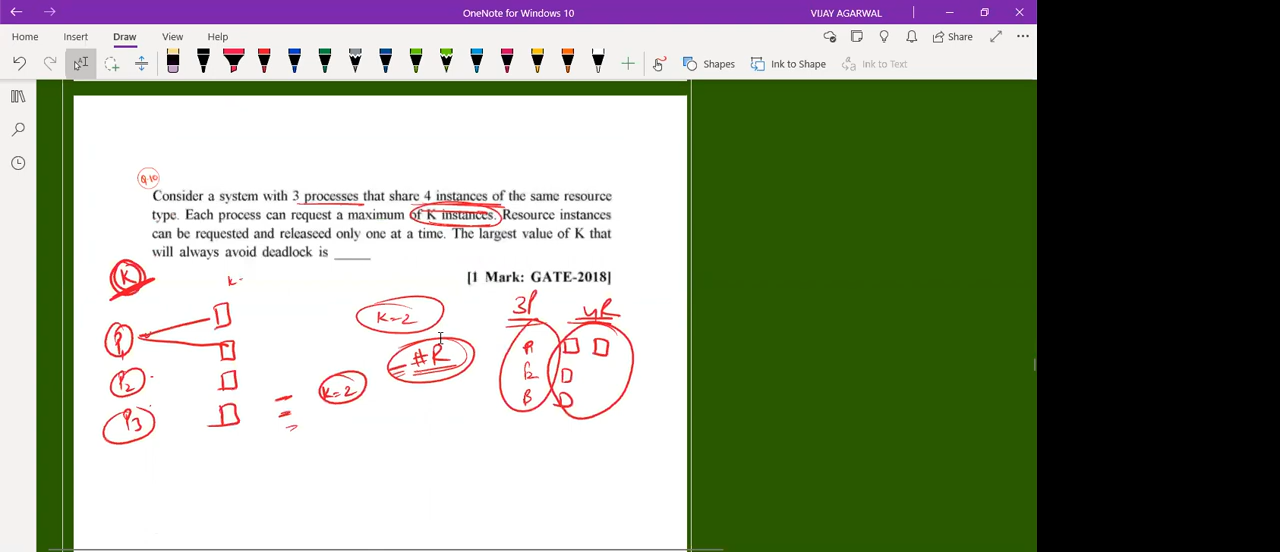 OneNote for Windows 10
VIJAY AGARWAL
Home Insert Draw View Help
Share
Shapes Ink to Shape Ink to Text
Q.10
Consider a system with 3 processes that share 4 instances of the same resource
type. Each process can request a maximum of K instances. Resource instances
can be requested and releaseed only one at a time. The largest value of K that
will always avoid deadlock is _____
[1 Mark: GATE-2018]
K
K-
3P 4R
K=2
P1
#R
P2
K=2
P3